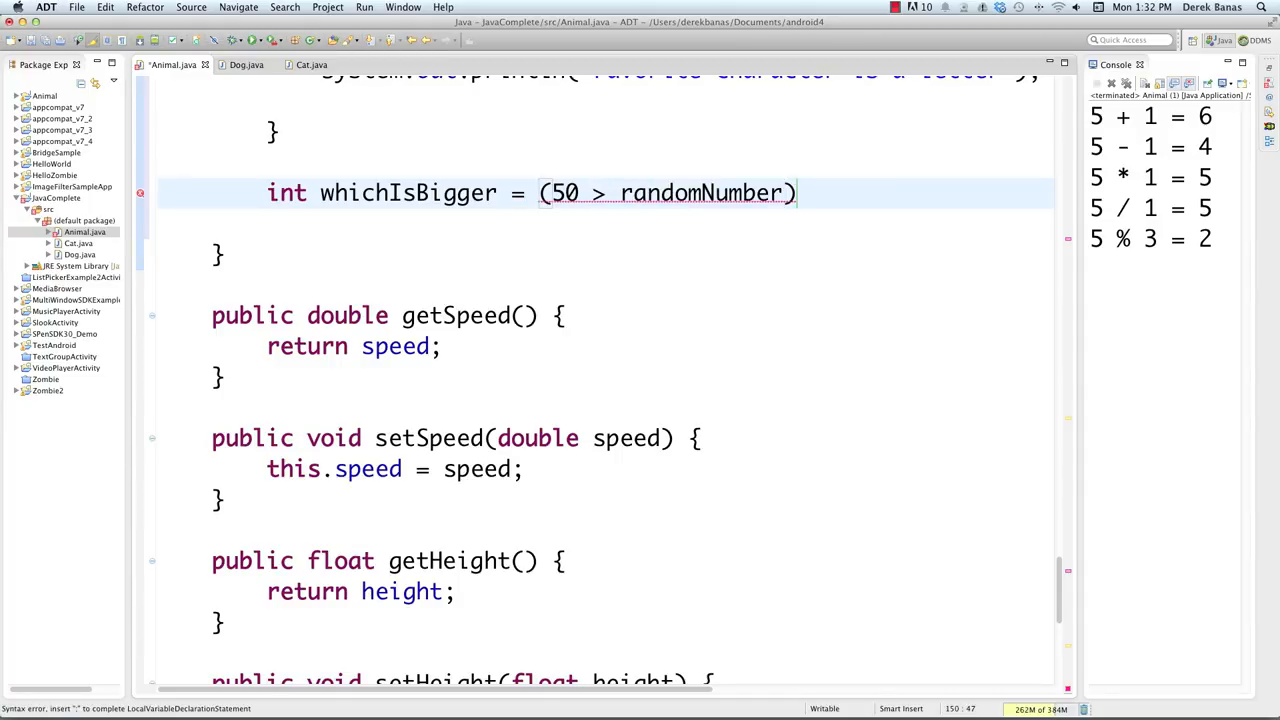 ADT File Edit Refactor Source Navigate Search Project Run Window Help
10
Mon 1:32 PM Derek Banas
Java – JavaComplete/src/Animal.java – ADT – /Users/derekbanas/Documents/android4
Quick Access
Java
DDMS
Package Exp
Animal
appcompat_v7
appcompat_v7_2
appcompat_v7_3
appcompat_v7_4
BridgeSample
HelloWorld
HelloZombie
ImageFilterSampleApp
JavaComplete
src
(default package)
Animal.java
Cat.java
Dog.java
JRE System Library [Ja
ListPickerExample2Activi
MediaBrowser
MultiWindowSDKExample
MusicPlayerActivity
SlookActivity
SPenSDK30_Demo
TestAndroid
TextGroupActivity
VideoPlayerActivity
Zombie
Zombie2
*Animal.java
Dog.java
Cat.java
System.out.println("Favorite character is a letter");
}
int whichIsBigger = (50 > randomNumber)
}
public double getSpeed() {
return speed;
}
public void setSpeed(double speed) {
this.speed = speed;
}
public float getHeight() {
return height;
}
public void setHeight(float height) {
Console
<terminated> Animal (1) [Java Application] /S
5 + 1 = 6
5 - 1 = 4
5 * 1 = 5
5 / 1 = 5
5 % 3 = 2
Syntax error, insert ";" to complete LocalVariableDeclarationStatement
Writable
Smart Insert
150 : 47
262M of 384M